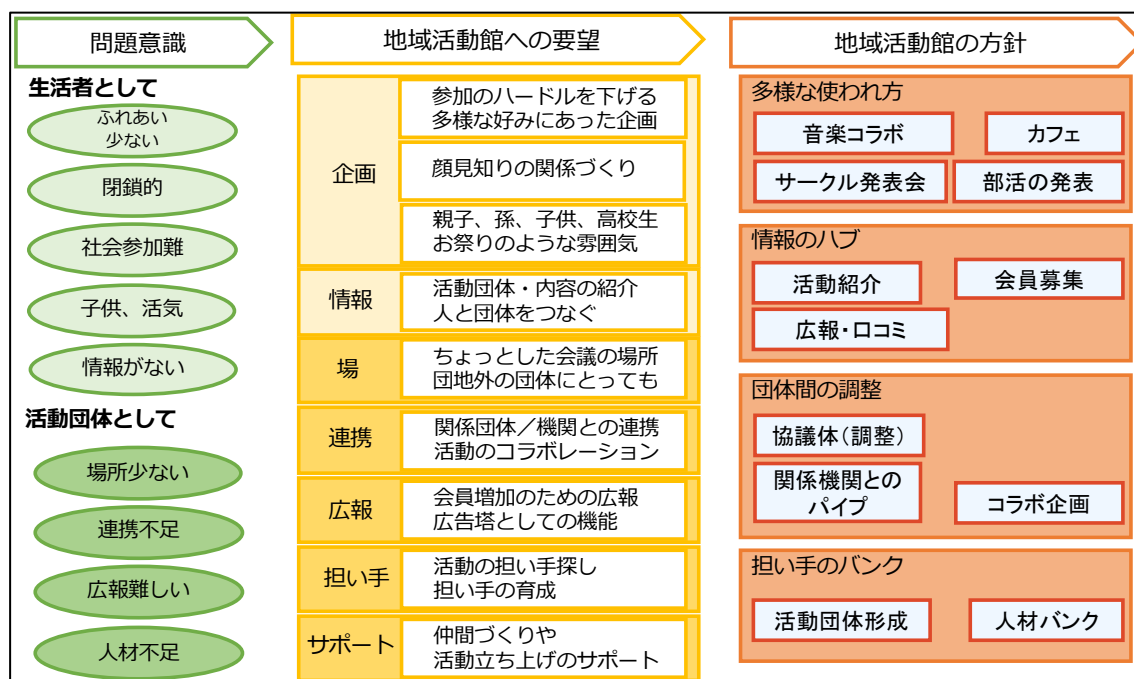 問題意識
生活者として
ふれあい
少ない
閉鎖的
社会参加難
子供、活気
情報がない
活動団体として
場所少ない
連携不足
広報難しい
人材不足
地域活動館への要望
企画
参加のハードルを下げる
多様な好みにあった企画
顔見知りの関係づくり
親子、孫、子供、高校生
お祭りのような雰囲気
情報
活動団体・内容の紹介
人と団体をつなぐ
場
ちょっとした会議の場所
団地外の団体にとっても
連携
関係団体／機関との連携
活動のコラボレーション
広報
会員増加のための広報
広告塔としての機能
担い手
活動の担い手探し
担い手の育成
サポート
仲間づくりや
活動立ち上げのサポート
地域活動館の方針
多様な使われ方
音楽コラボ
カフェ
サークル発表会
部活の発表
情報のハブ
活動紹介
会員募集
広報・口コミ
団体間の調整
協議体（調整）
関係機関との
パイプ
コラボ企画
担い手のバンク
活動団体形成
人材バンク